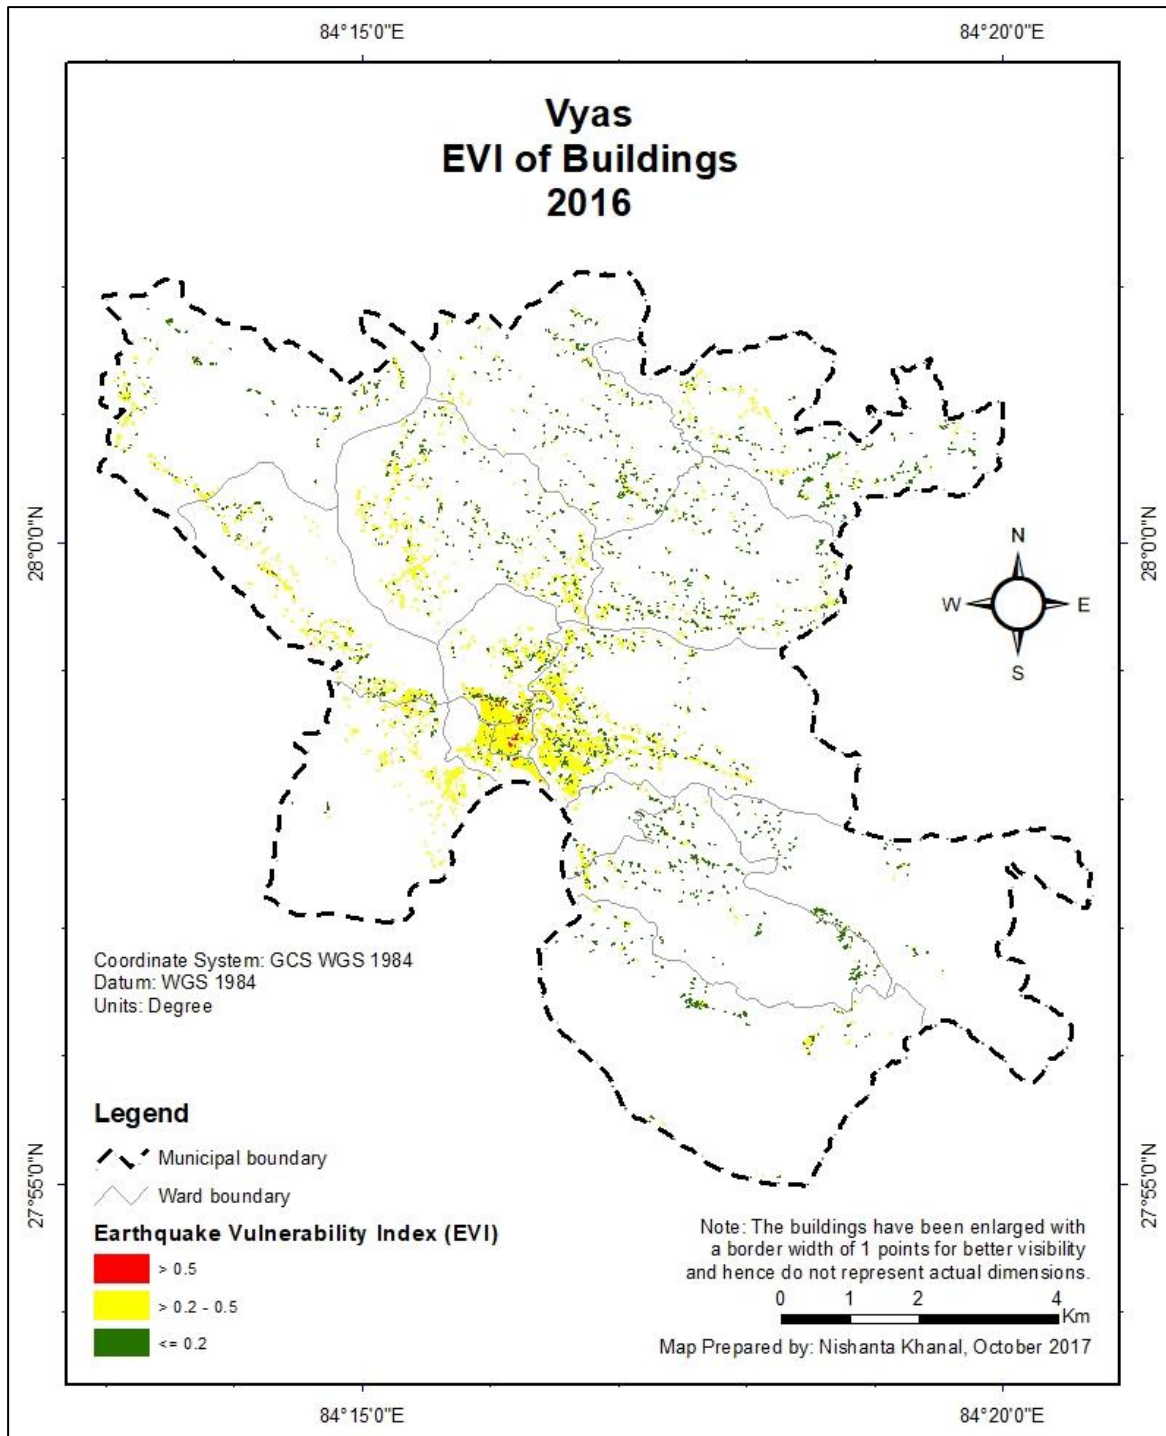 84°15'0"E
84°20'0"E
Vyas
EVI of Buildings
2016
28°0'0"N
28°0'0"N
N
W
E
S
Coordinate System: GCS WGS 1984
Datum: WGS 1984
Units: Degree
Legend
Municipal boundary
Ward boundary
Earthquake Vulnerability Index (EVI)
> 0.5
> 0.2 - 0.5
<= 0.2
27°55'0"N
27°55'0"N
Note: The buildings have been enlarged with
a border width of 1 points for better visibility
and hence do not represent actual dimensions.
0 1 2 4
Km
Map Prepared by: Nishanta Khanal, October 2017
84°15'0"E
84°20'0"E